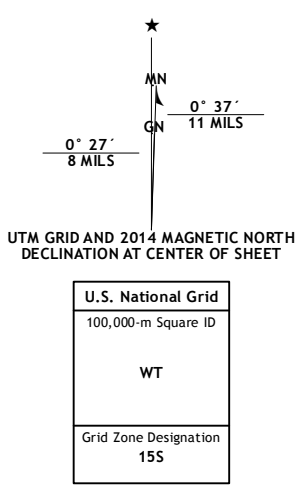 ★
MN
0° 37´
11 MILS
GN
0° 27´
8 MILS
UTM GRID AND 2014 MAGNETIC NORTH
DECLINATION AT CENTER OF SHEET
U.S. National Grid
100,000-m Square ID
WT
Grid Zone Designation
15S